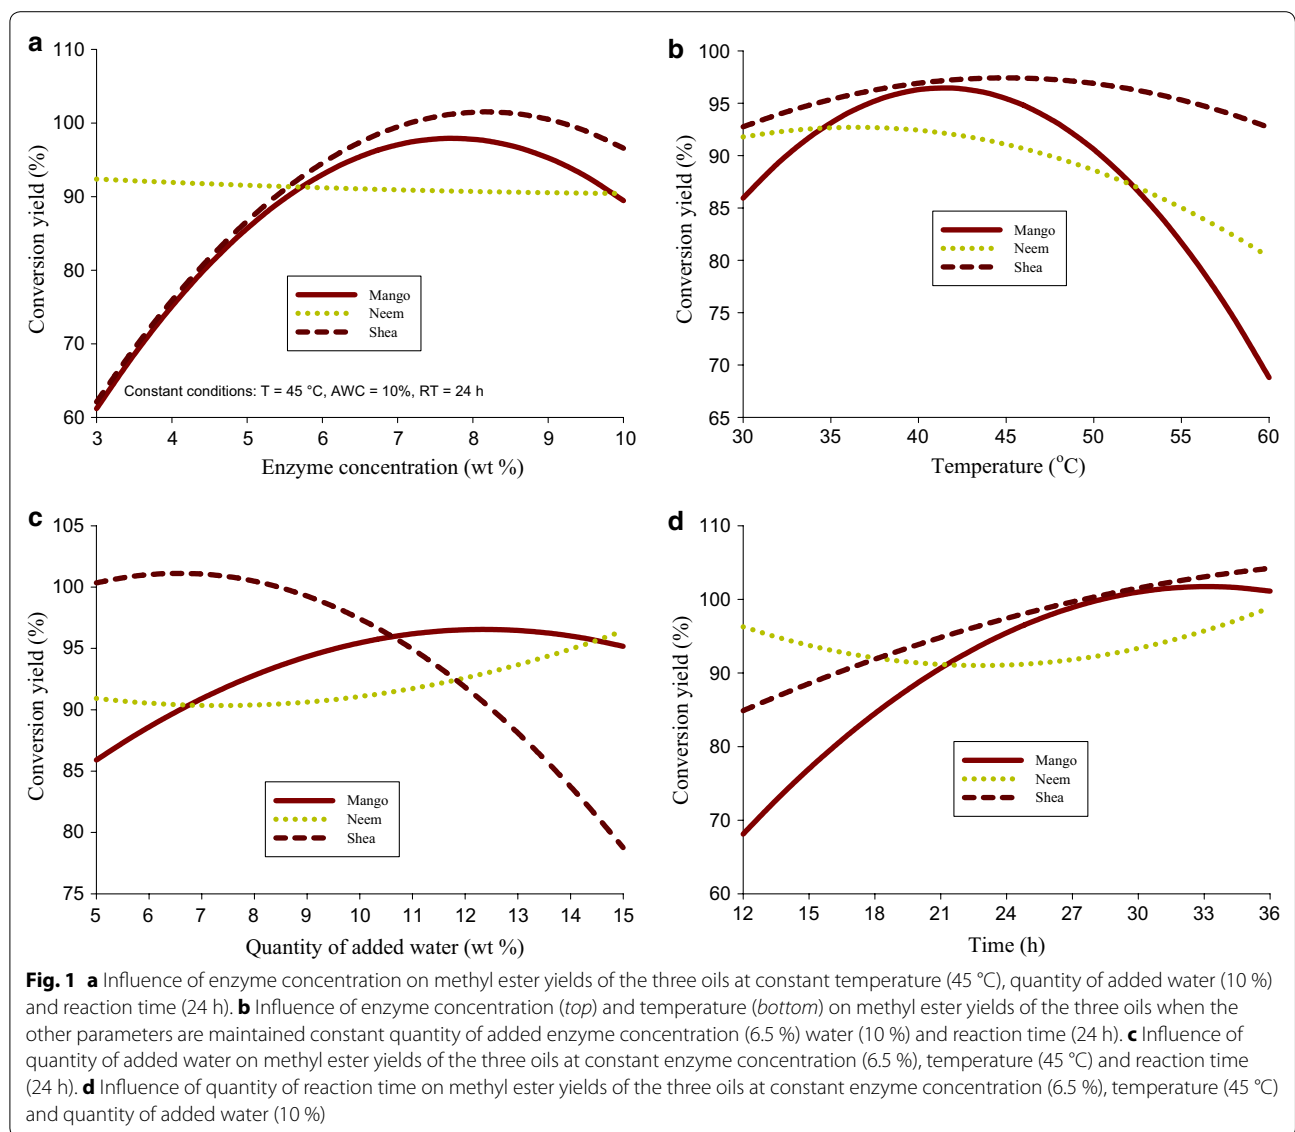 a
110
100
90
80
70
60
3 4 5 6 7 8 9 10
Conversion yield (%)
Enzyme concentration (wt %)
Mango
Neem
Shea
Constant conditions: T = 45 °C, AWC = 10%, RT = 24 h
b
100
95
90
85
80
75
70
65
30 35 40 45 50 55 60
Conversion yield (%)
Temperature (°C)
Mango
Neem
Shea
c
105
100
95
90
85
80
75
5 6 7 8 9 10 11 12 13 14 15
Conversion yield (%)
Quantity of added water (wt %)
Mango
Neem
Shea
d
110
100
90
80
70
60
12 15 18 21 24 27 30 33 36
Conversion yield (%)
Time (h)
Mango
Neem
Shea
Fig. 1 a Influence of enzyme concentration on methyl ester yields of the three oils at constant temperature (45 °C), quantity of added water (10 %)
and reaction time (24 h). b Influence of enzyme concentration (top) and temperature (bottom) on methyl ester yields of the three oils when the
other parameters are maintained constant quantity of added enzyme concentration (6.5 %) water (10 %) and reaction time (24 h). c Influence of
quantity of added water on methyl ester yields of the three oils at constant enzyme concentration (6.5 %), temperature (45 °C) and reaction time
(24 h). d Influence of quantity of reaction time on methyl ester yields of the three oils at constant enzyme concentration (6.5 %), temperature (45 °C)
and quantity of added water (10 %)